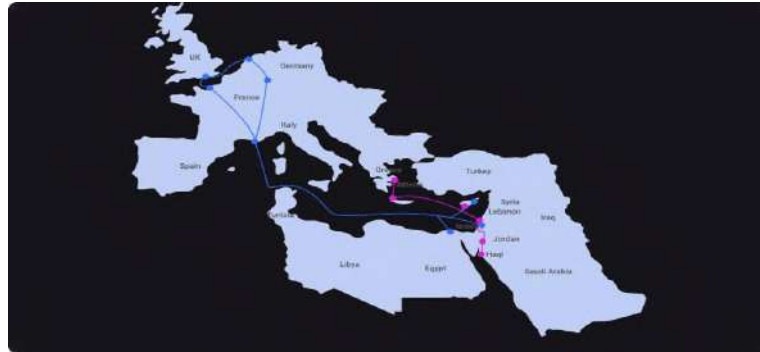 UK
Germany
France
Italy
Spain
Turkey
Syria
Lebanon
Iraq
Tunisia
Jordan
Haql
Libya
Egypt
Saudi Arabia